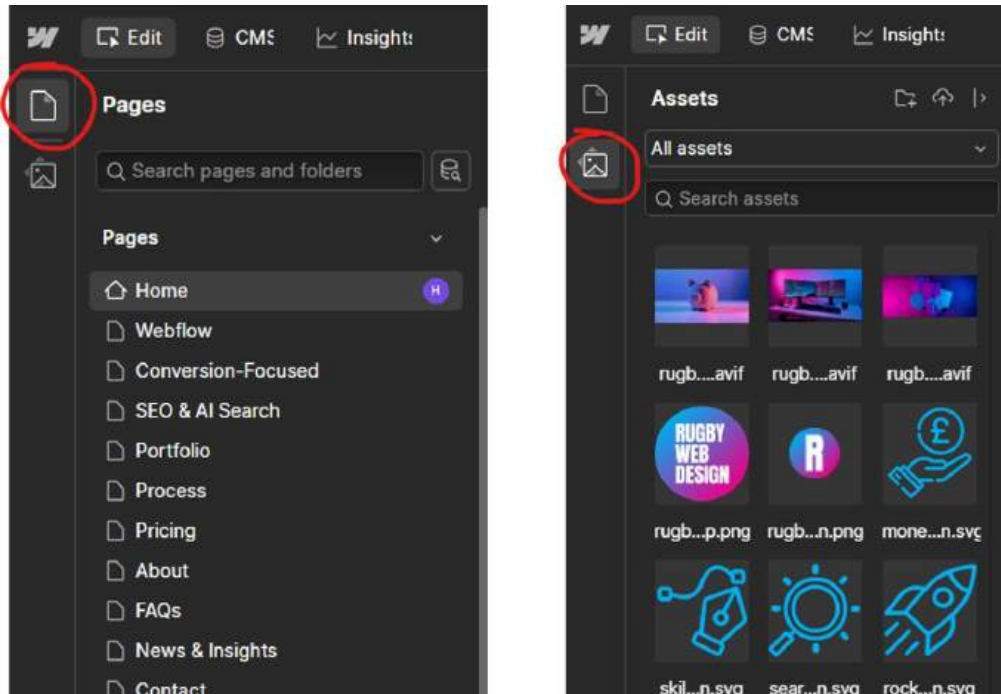 Edit CMS Insights
Pages
Search pages and folders
Pages
Home H
Webflow
Conversion-Focused
SEO & AI Search
Portfolio
Process
Pricing
About
FAQs
News & Insights
Contact
Edit CMS Insights
Assets
All assets
Search assets
rugb....avif rugb....avif rugb....avif
RUGBY
WEB
DESIGN
R
£
rugb...p.png rugb...n.png mone...n.svg
skil...n.svg sear...n.svg rock...n.svg